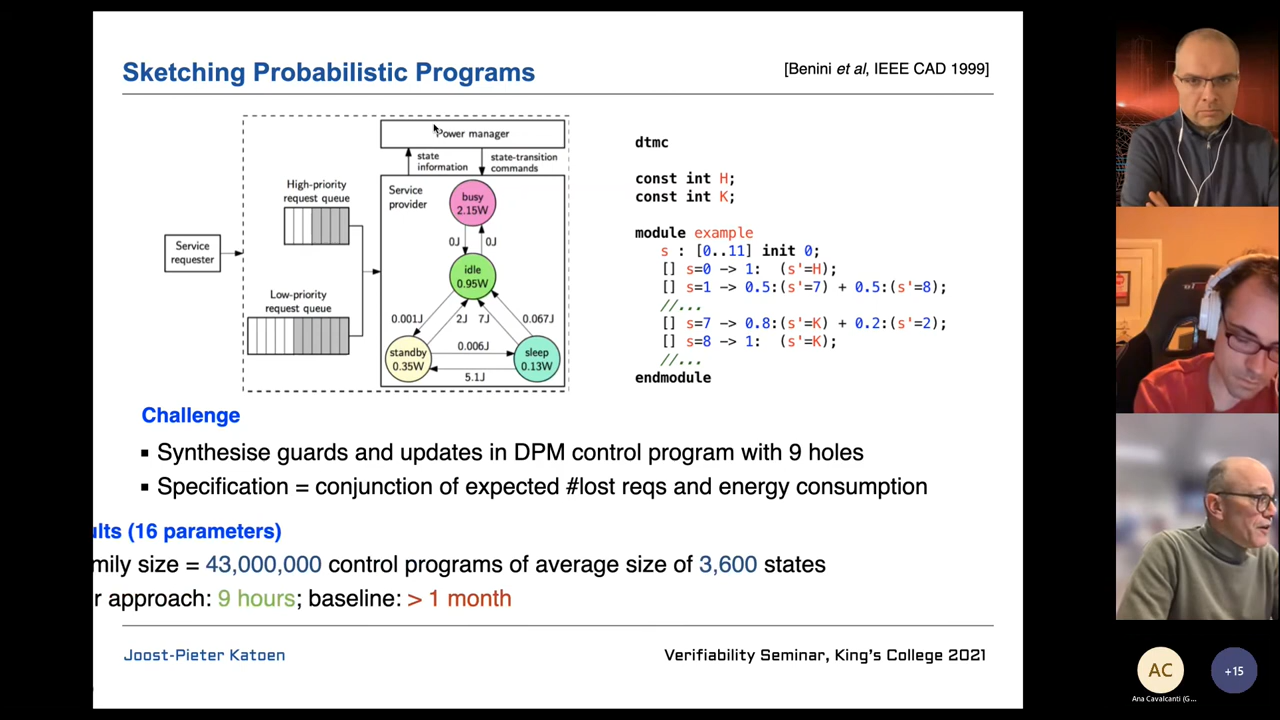 Sketching Probabilistic Programs
[Benini et al, IEEE CAD 1999]
Power manager
state
information
state-transition
commands
Service
provider
busy
2.15W
High-priority
request queue
0J
0J
Service
requester
idle
0.95W
Low-priority
request queue
0.001J
2J
7J
0.067J
0.006J
standby
0.35W
sleep
0.13W
5.1J
dtmc
const int H;
const int K;
module example
s : [0..11] init 0;
[] s=0 -> 1: (s'=H);
[] s=1 -> 0.5:(s'=7) + 0.5:(s'=8);
//...
[] s=7 -> 0.8:(s'=K) + 0.2:(s'=2);
[] s=8 -> 1: (s'=K);
//...
endmodule
Challenge
▪ Synthesise guards and updates in DPM control program with 9 holes
▪ Specification = conjunction of expected #lost reqs and energy consumption
ults (16 parameters)
mily size = 43,000,000 control programs of average size of 3,600 states
r approach: 9 hours; baseline: > 1 month
Joost-Pieter Katoen
Verifiability Seminar, King's College 2021
AC
+15
Ana Cavalcanti (G...